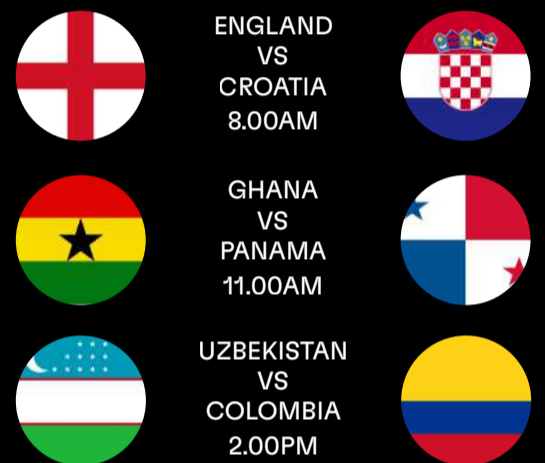 ENGLAND
VS
CROATIA
8.00AM
GHANA
VS
PANAMA
11.00AM
UZBEKISTAN
VS
COLOMBIA
2.00PM